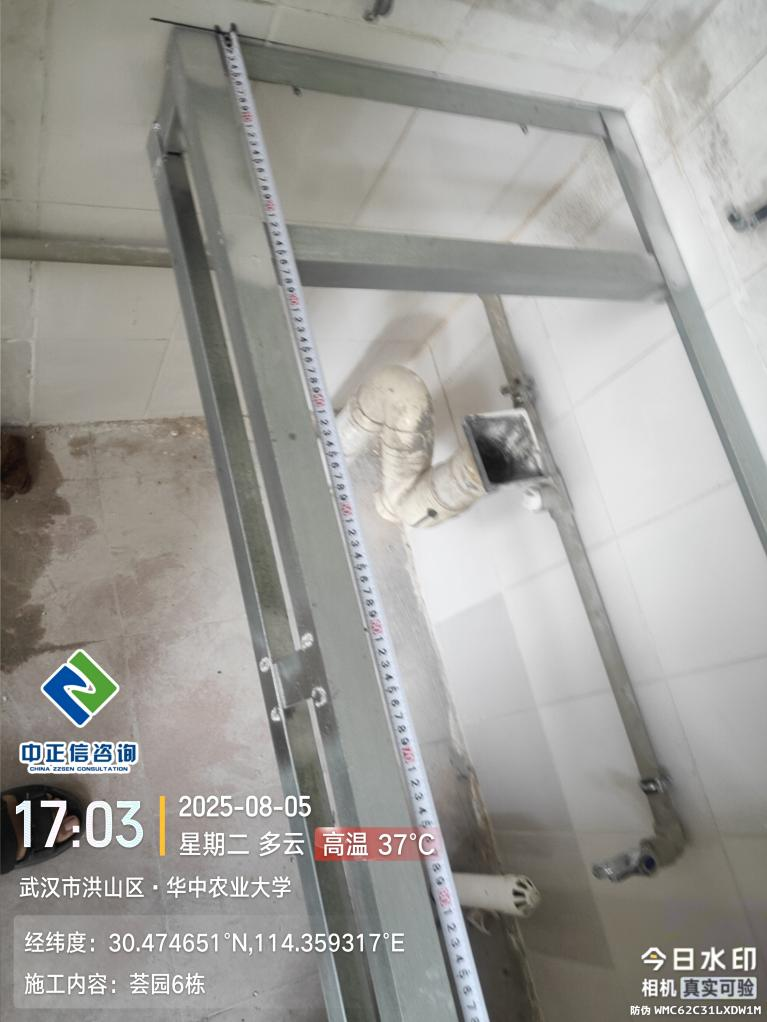 中正信咨询
CHINA ZZSEN CONSULTATION
17:03
2025-08-05
星期二 多云 高温 37°C
武汉市洪山区·华中农业大学
经纬度：30.474651°N,114.359317°E
施工内容：荟园6栋
今日水印
相机 真实可验
防伪 WMC62C31LXDW1M